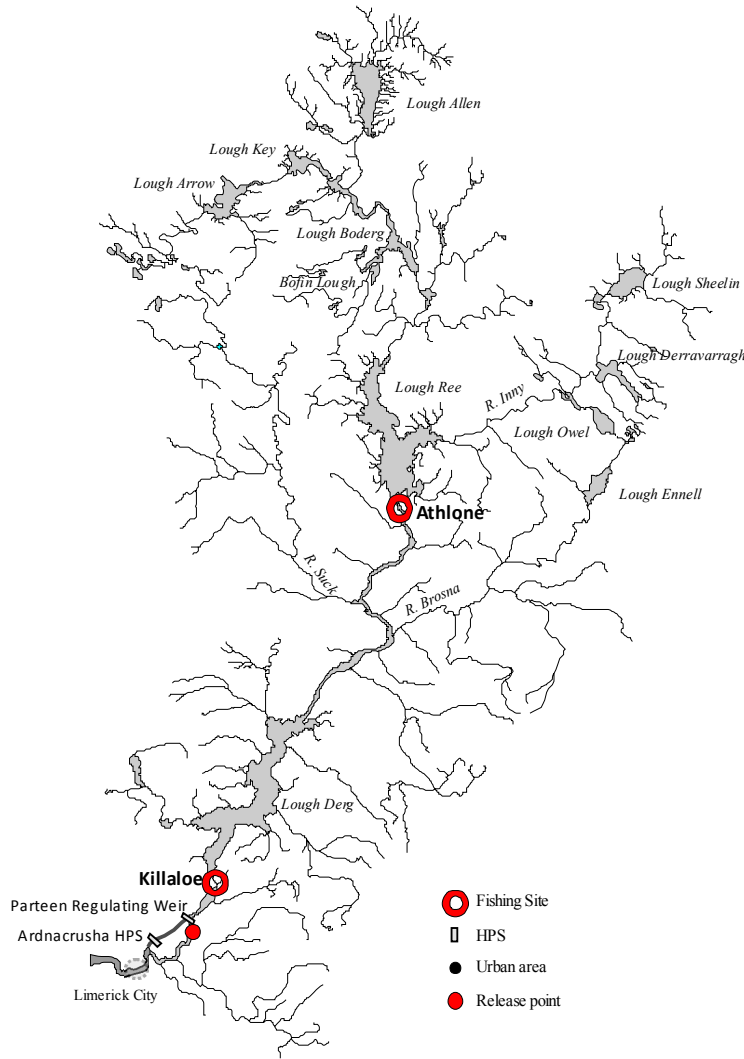 Lough Allen
Lough Key
Lough Arrow
Lough Boderg
Bofin Lough
Lough Sheelin
Lough Derravarragh
Lough Ree
R. Inny
Lough Owel
Lough Ennell
Athlone
R. Suck
R. Brosna
Lough Derg
Killaloe
Parteen Regulating Weir
Ardnacrusha HPS
Limerick City
Fishing Site
HPS
Urban area
Release point